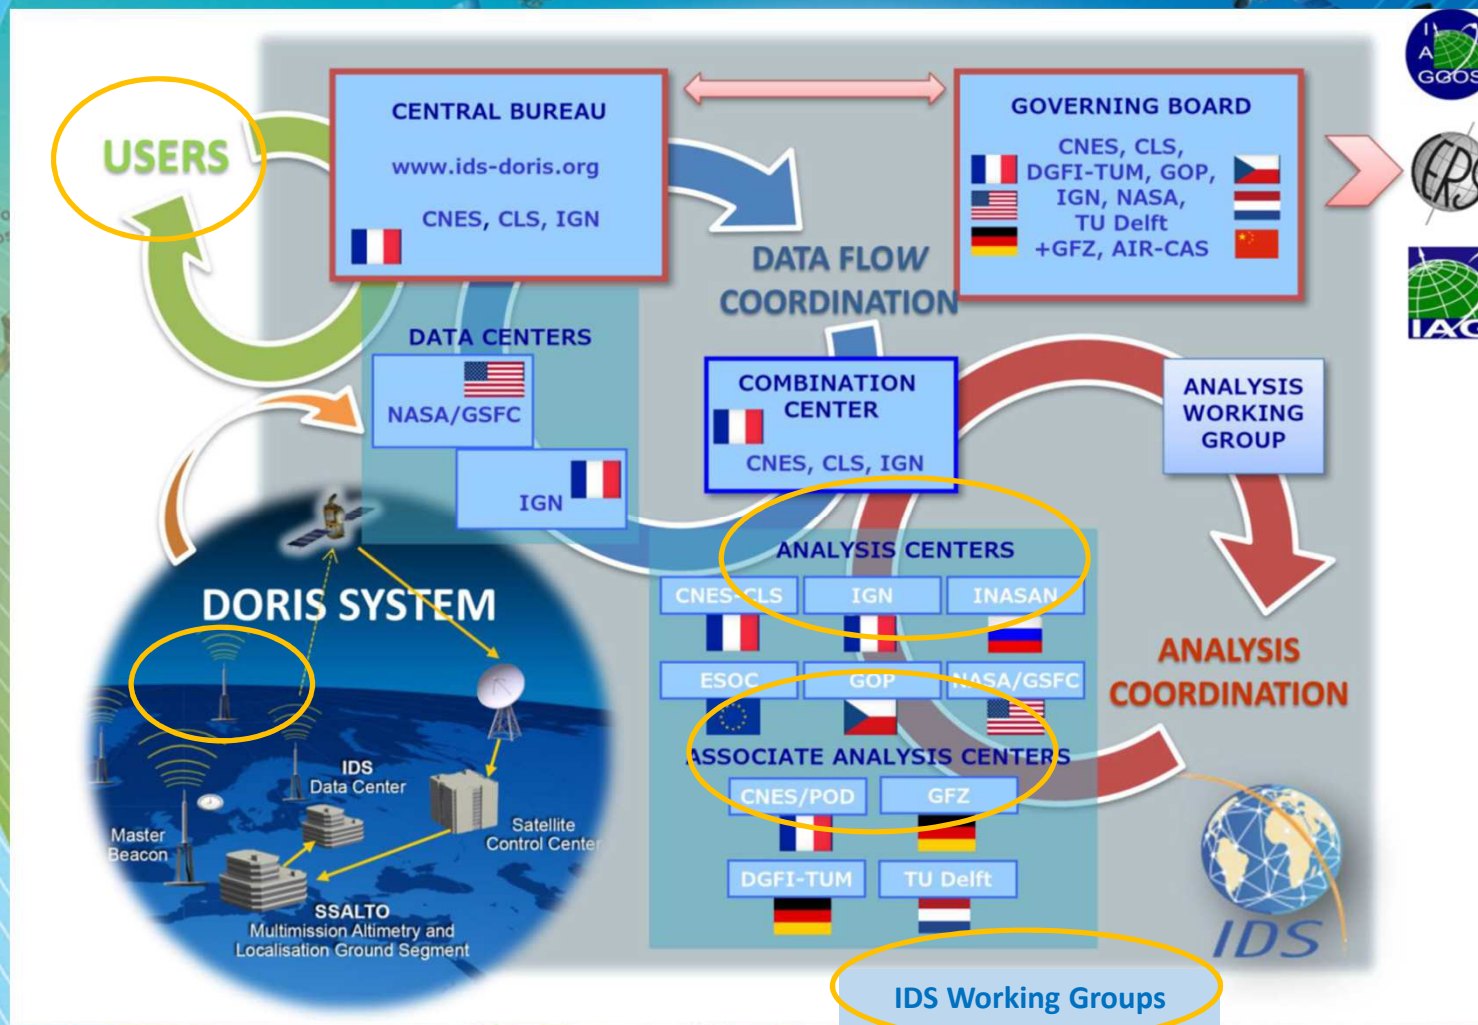 CENTRAL BUREAU
www.ids-doris.org
CNES, CLS, IGN
GOVERNING BOARD
CNES, CLS,
DGFI-TUM, GOP,
IGN, NASA,
TU Delft
+GFZ, AIR-CAS
I
A
GGOS
IERS
IAG
USERS
DATA FLOW
COORDINATION
DATA CENTERS
NASA/GSFC
IGN
COMBINATION
CENTER
CNES, CLS, IGN
ANALYSIS
WORKING
GROUP
ANALYSIS CENTERS
CNES-CLS
IGN
INASAN
ESOC
GOP
NASA/GSFC
ASSOCIATE ANALYSIS CENTERS
CNES/POD
GFZ
DGFI-TUM
TU Delft
ANALYSIS
COORDINATION
DORIS SYSTEM
IDS
Data Center
Master
Beacon
Satellite
Control Center
SSALTO
Multimission Altimetry and
Localisation Ground Segment
IDS
IDS Working Groups